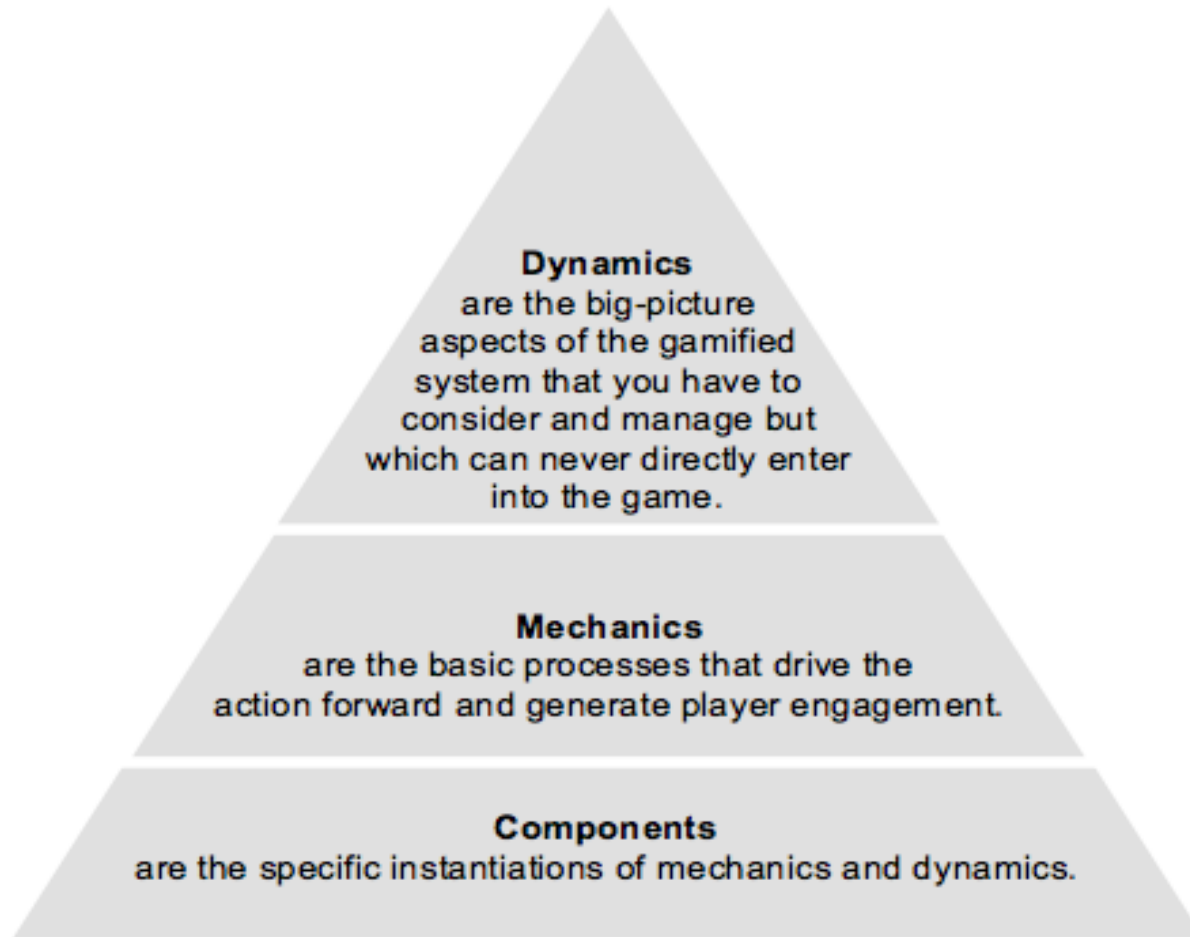 Dynamics
are the big-picture
aspects of the gamified
system that you have to
consider and manage but
which can never directly enter
into the game.
Mechanics
are the basic processes that drive the
action forward and generate player engagement.
Components
are the specific instantiations of mechanics and dynamics.